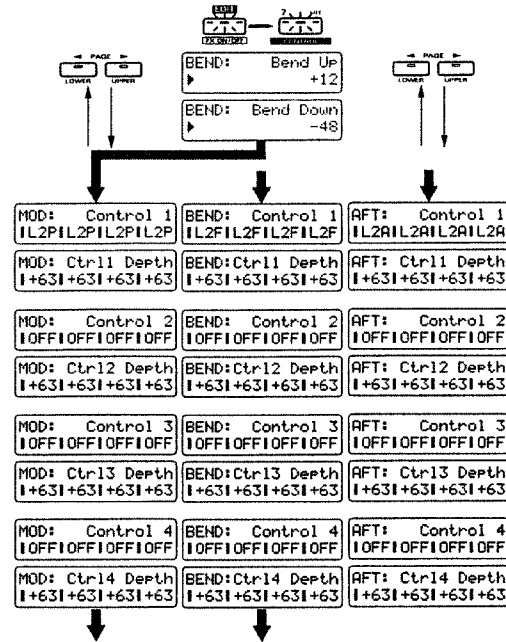 EDIT
FX ON/OFF
7
CONTROL
BEND: Bend Up
+12
BEND: Bend Down
-48
PAGE
LOWER UPPER
PAGE
LOWER UPPER
MOD: Control 1
L2P L2P L2P L2P
MOD: Ctrl1 Depth
+63 +63 +63 +63
MOD: Control 2
OFF OFF OFF OFF
MOD: Ctrl2 Depth
+63 +63 +63 +63
MOD: Control 3
OFF OFF OFF OFF
MOD: Ctrl3 Depth
+63 +63 +63 +63
MOD: Control 4
OFF OFF OFF OFF
MOD: Ctrl4 Depth
+63 +63 +63 +63
BEND: Control 1
L2F L2F L2F L2F
BEND:Ctrl1 Depth
+63 +63 +63 +63
BEND: Control 2
OFF OFF OFF OFF
BEND:Ctrl2 Depth
+63 +63 +63 +63
BEND: Control 3
OFF OFF OFF OFF
BEND:Ctrl3 Depth
+63 +63 +63 +63
BEND: Control 4
OFF OFF OFF OFF
BEND:Ctrl4 Depth
+63 +63 +63 +63
AFT: Control 1
L2A L2A L2A L2A
AFT: Ctrl1 Depth
+63 +63 +63 +63
AFT: Control 2
OFF OFF OFF OFF
AFT: Ctrl2 Depth
+63 +63 +63 +63
AFT: Control 3
OFF OFF OFF OFF
AFT: Ctrl3 Depth
+63 +63 +63 +63
AFT: Control 4
OFF OFF OFF OFF
AFT: Ctrl4 Depth
+63 +63 +63 +63